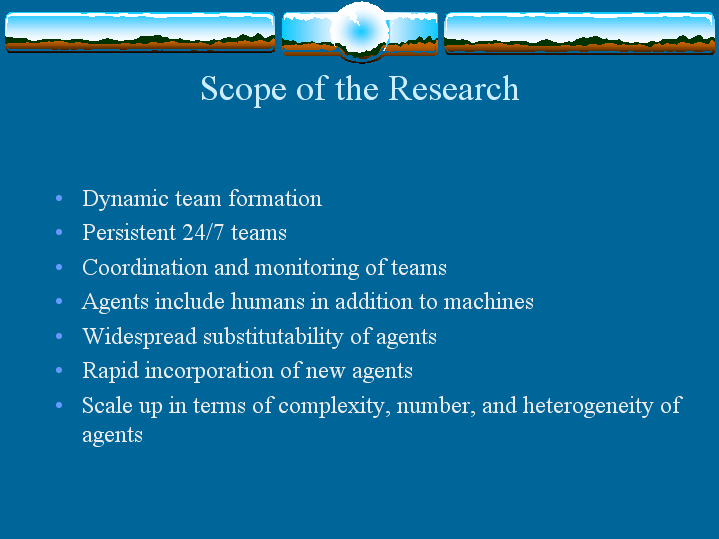 Scope of the Research
• Dynamic team formation
• Persistent 24/7 teams
• Coordination and monitoring of teams
• Agents include humans in addition to machines
• Widespread substitutability of agents
• Rapid incorporation of new agents
• Scale up in terms of complexity, number, and heterogeneity of
agents